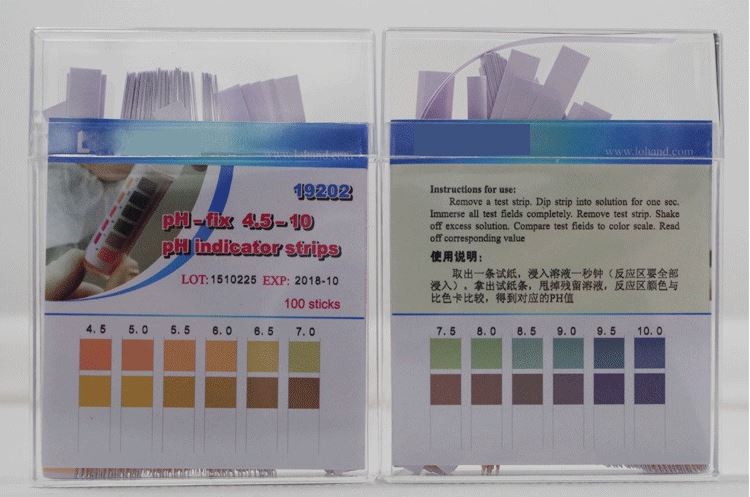 19202
pH-fix 4.5-10
pH indicator strips
LOT: 1510225 EXP: 2018-10
100 sticks
4.5 5.0 5.5 6.0 6.5 7.0
www.lohand.com
Instructions for use:
Remove a test strip. Dip strip into solution for one sec.
Immerse all test fields completely. Remove test strip. Shake
off excess solution. Compare test fields to color scale. Read
off corresponding value
使用说明：
取出一条试纸，浸入溶液一秒钟（反应区要全部
浸入）。拿出试纸条，甩掉残留溶液，反应区颜色与
比色卡比较，得到对应的PH值
7.5 8.0 8.5 9.0 9.5 10.0